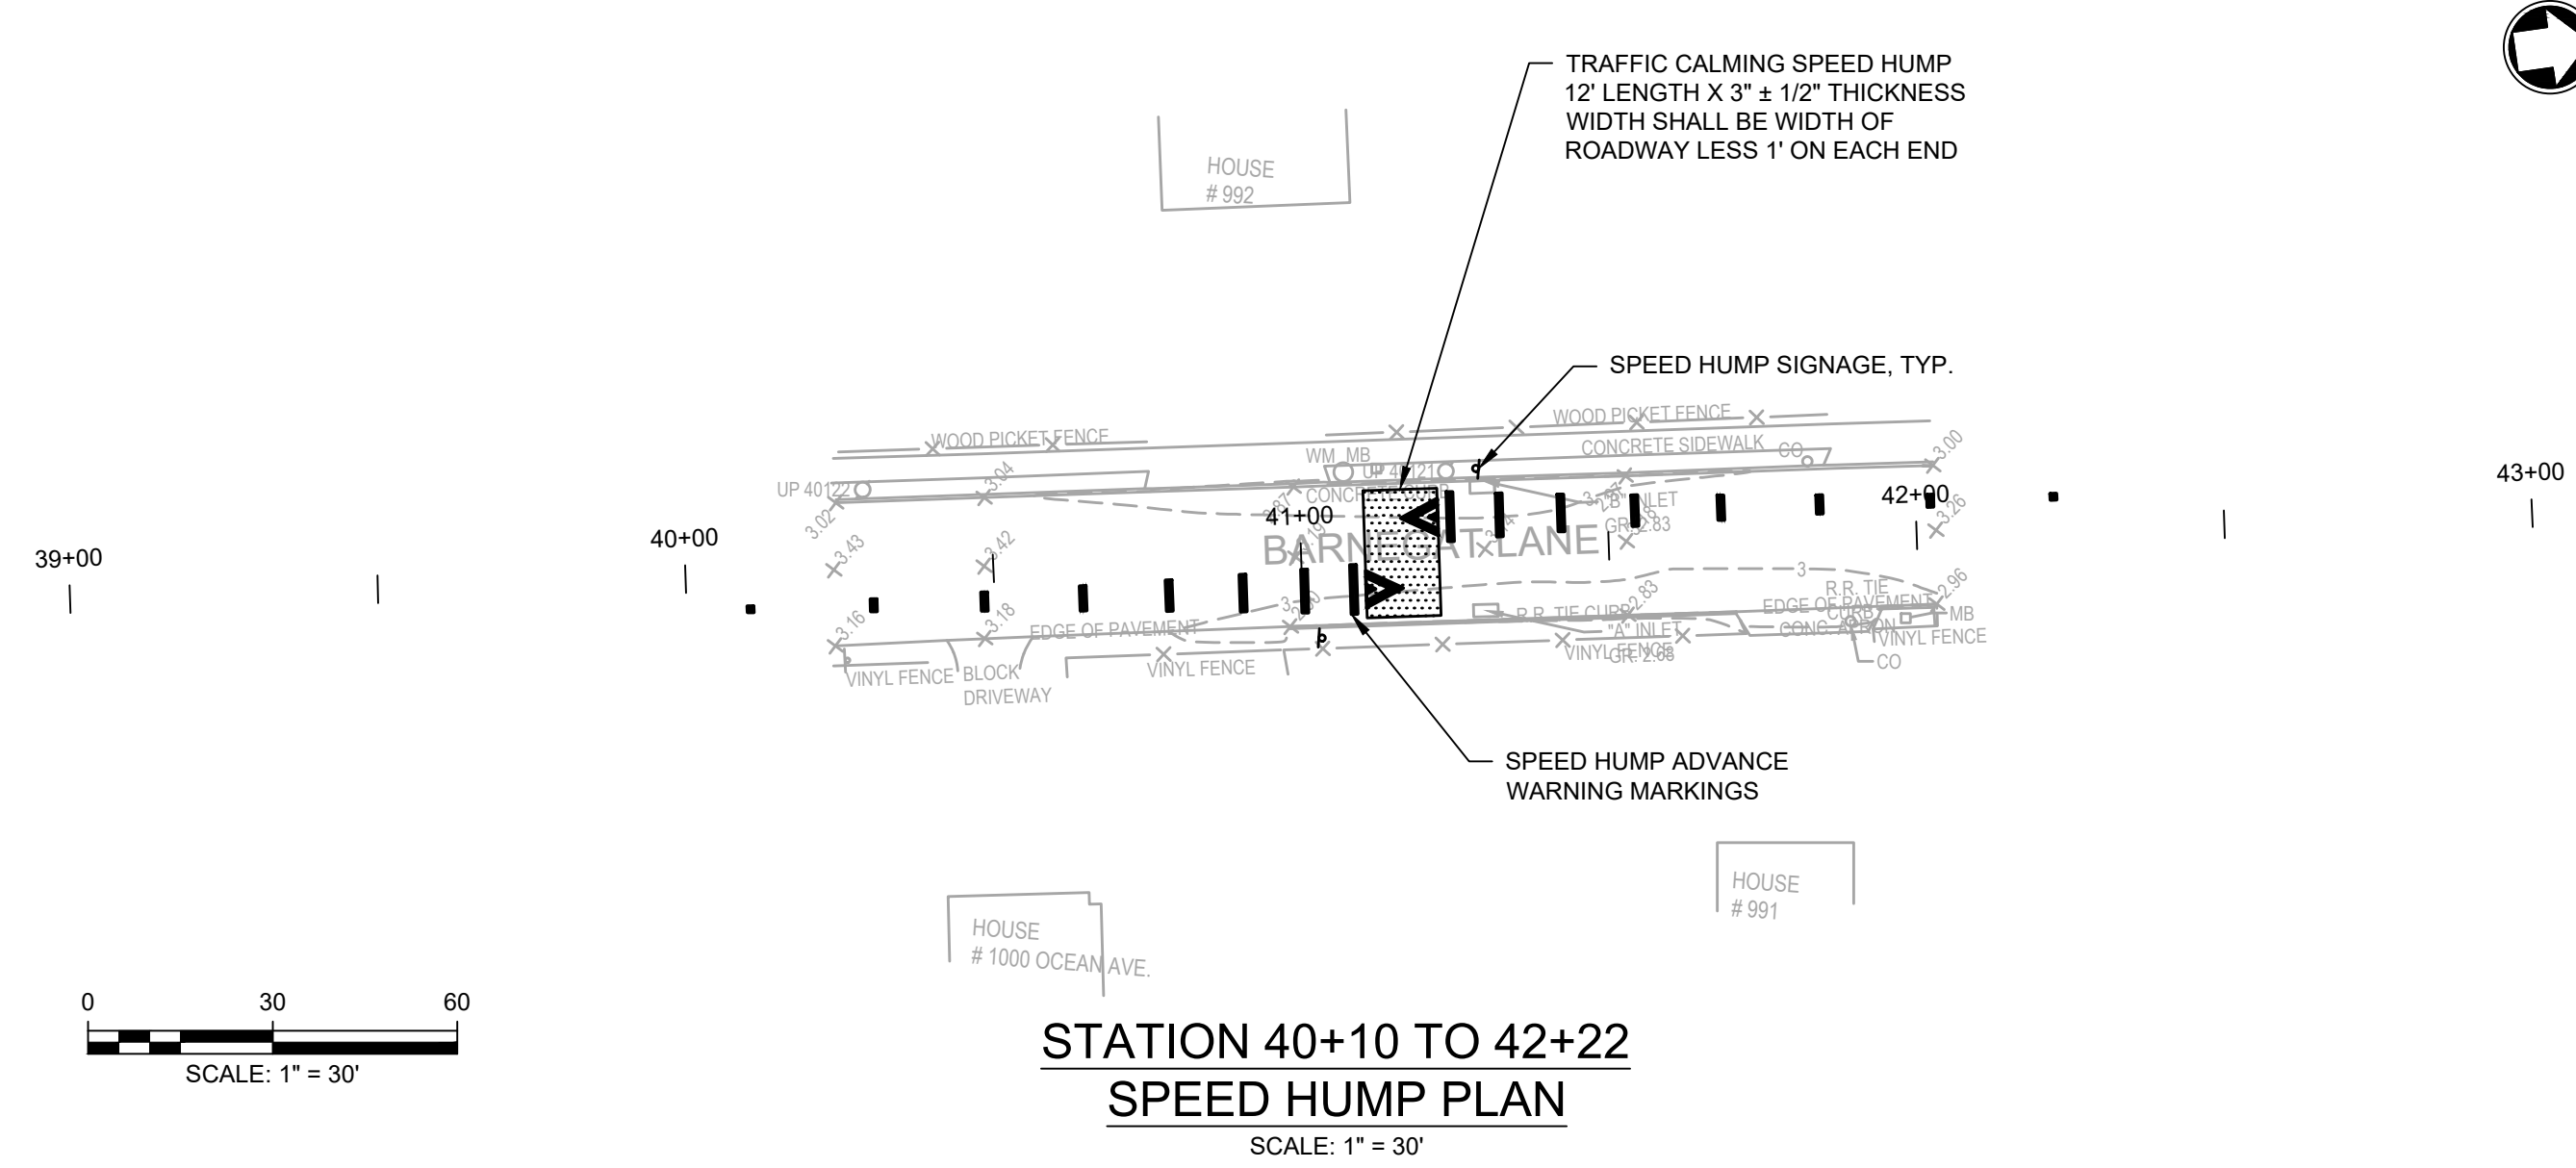 TRAFFIC CALMING SPEED HUMP
12' LENGTH X 3" ± 1/2" THICKNESS
WIDTH SHALL BE WIDTH OF
ROADWAY LESS 1' ON EACH END
HOUSE
# 992
SPEED HUMP SIGNAGE, TYP.
WOOD PICKET FENCE
WOOD PICKET FENCE
CONCRETE SIDEWALK
CO
3.00
WM
MB
UP 40121
UP 40122
3.04
CONCRETE CURB
3
"B" INLET
GR. 2.83
3.02
41+00
42+00
43+00
3.26
40+00
39+00
3.43
3.42
BARNEGAT LANE
3
3
R.R. TIE
CURB
2.96
3.16
3.18
2.83
EDGE OF PAVEMENT
R.R. TIE CURB
EDGE OF PAVEMENT
MB
"A" INLET
GR. 2.68
CONC. APRON
VINYL FENCE
VINYL FENCE
CO
VINYL FENCE
BLOCK
DRIVEWAY
VINYL FENCE
SPEED HUMP ADVANCE
WARNING MARKINGS
HOUSE
# 991
HOUSE
# 1000 OCEAN AVE.
0 30 60
SCALE: 1" = 30'
STATION 40+10 TO 42+22
SPEED HUMP PLAN
SCALE: 1" = 30'